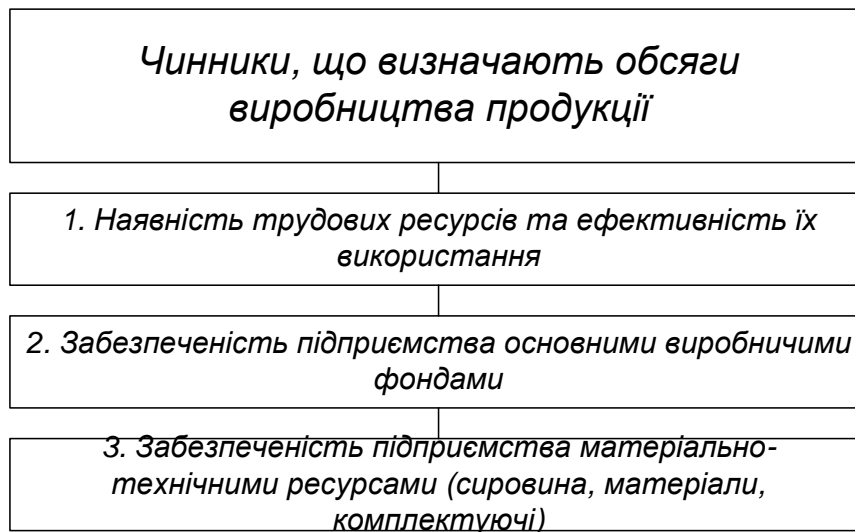 Чинники, що визначають обсяги
виробництва продукції
1. Наявність трудових ресурсів та ефективність їх
використання
2. Забезпеченість підприємства основними виробничими
фондами
3. Забезпеченість підприємства матеріально-
технічними ресурсами (сировина, матеріали,
комплектуючі)